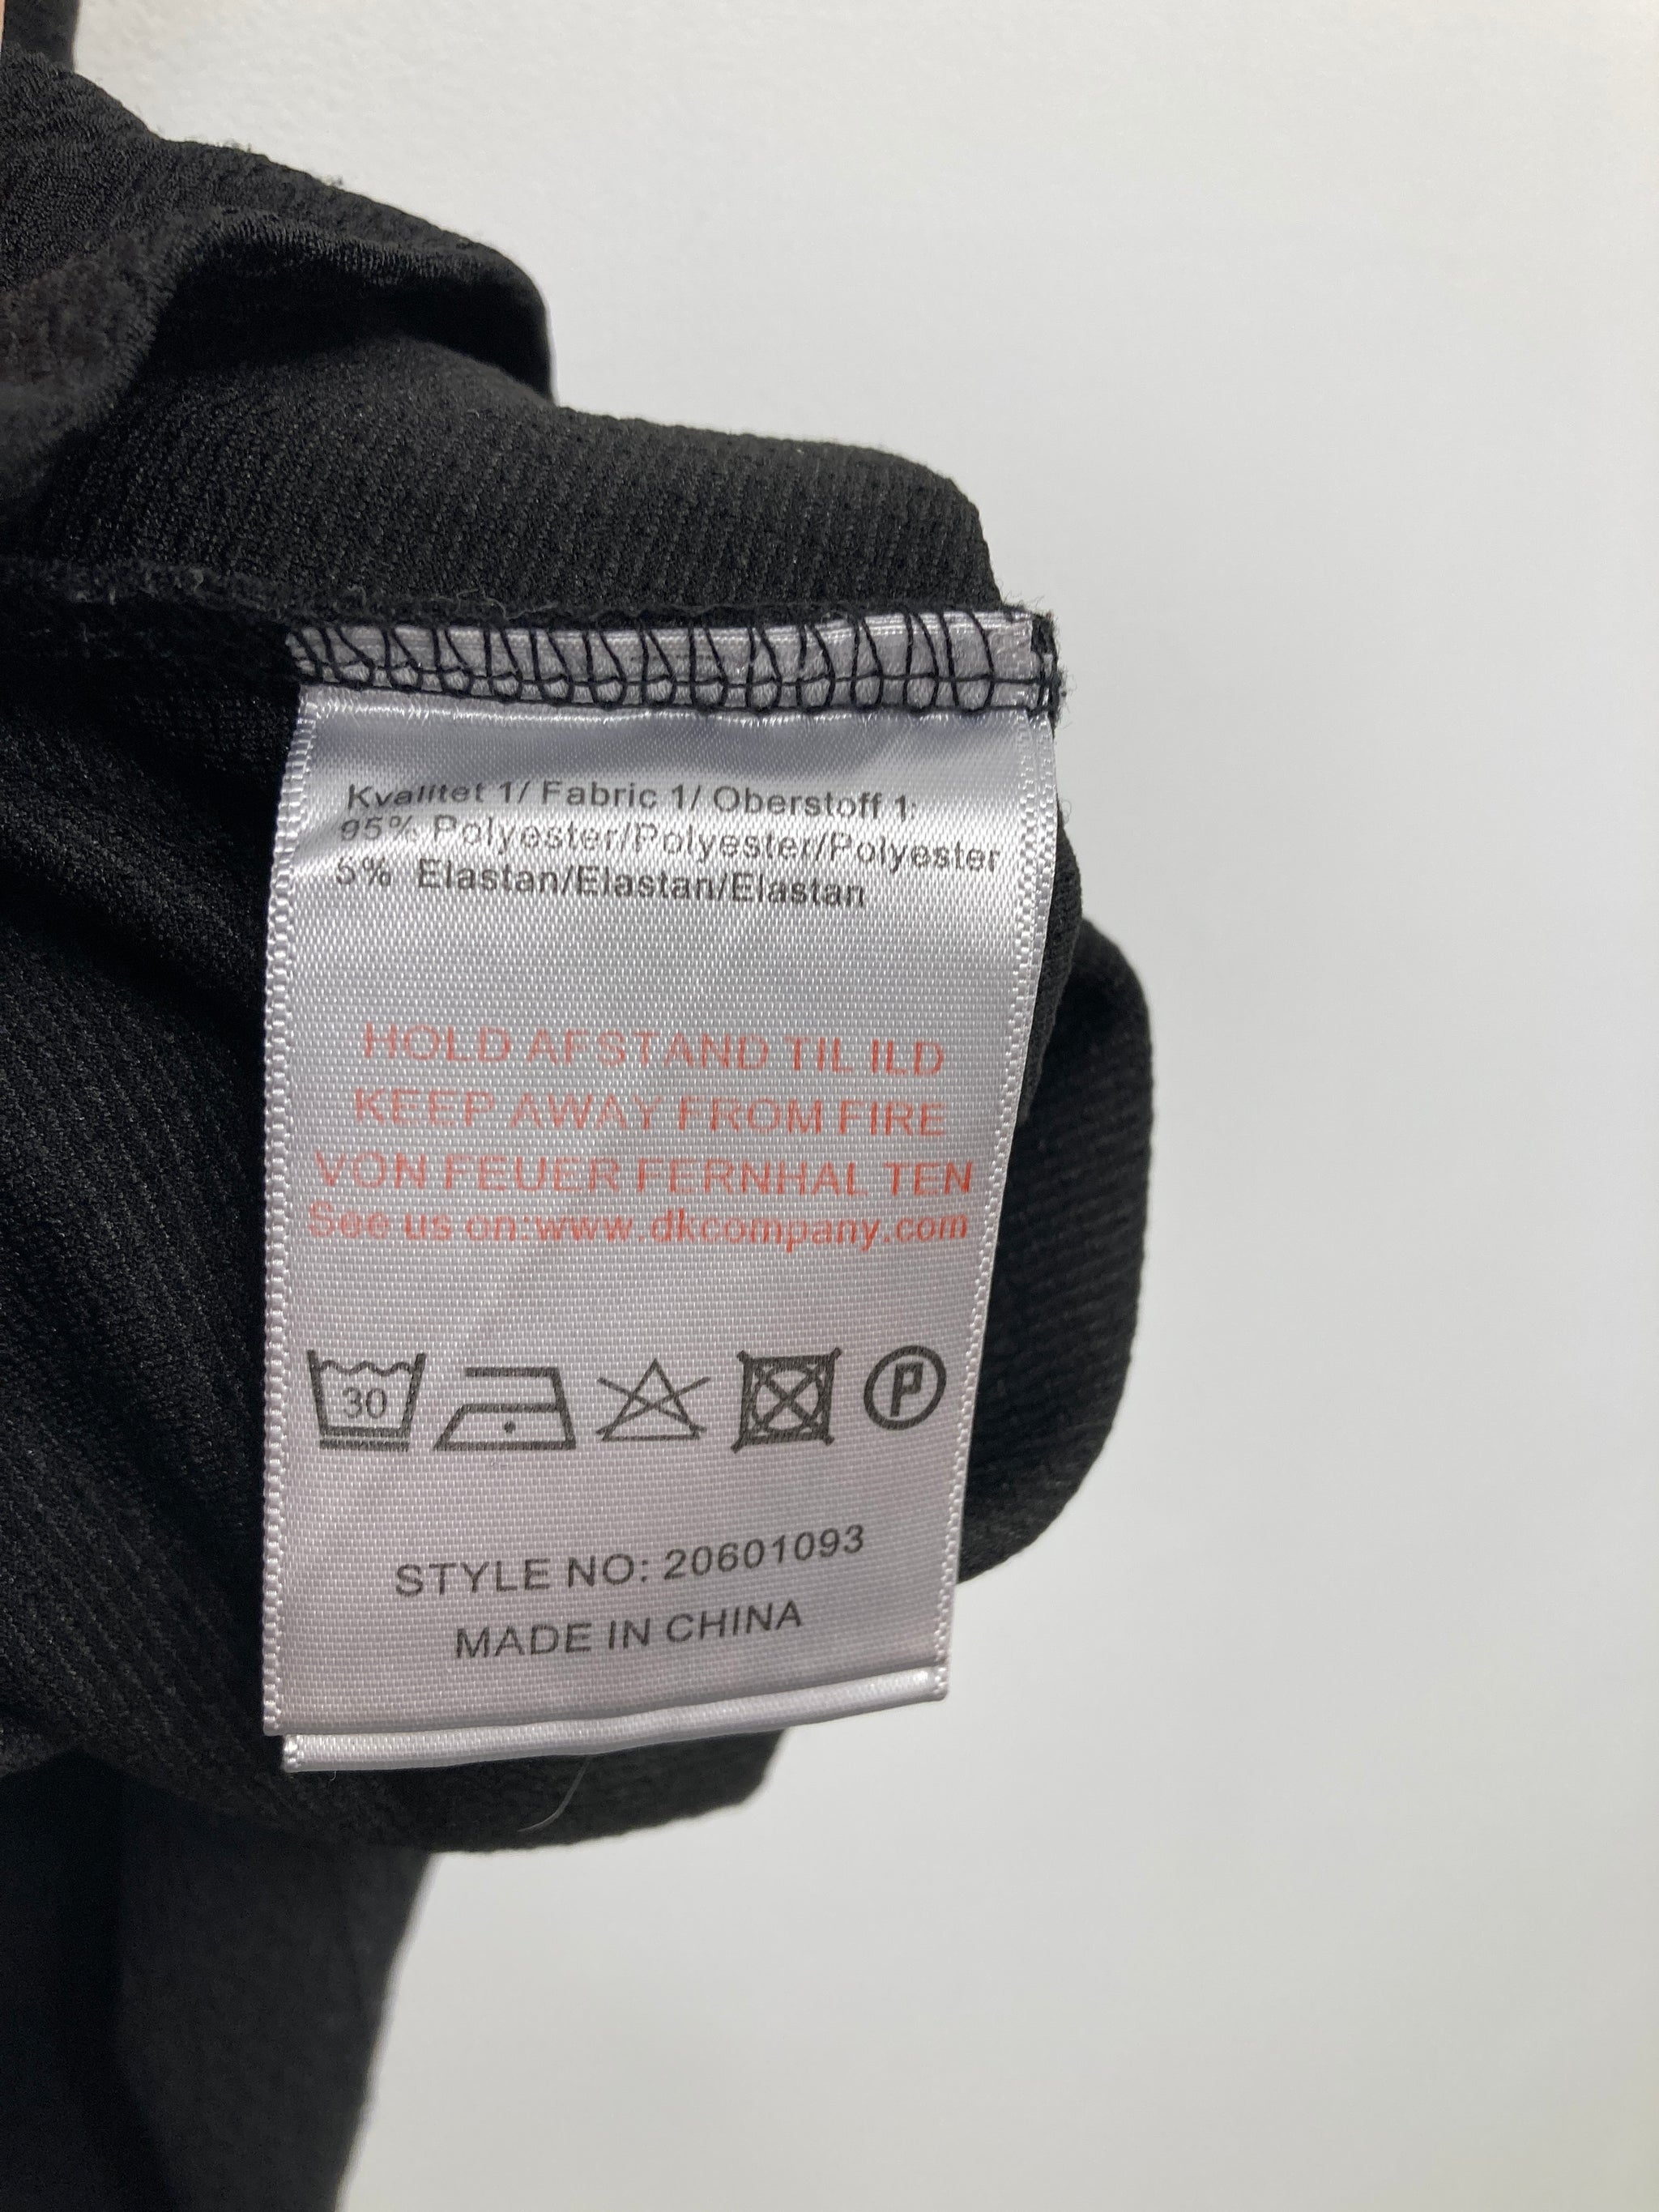 Kvalitet 1/ Fabric 1/ Oberstoff 1:
95% Polyester/Polyester/Polyester
5% Elastan/Elastan/Elastan
HOLD AFSTAND TIL ILD
KEEP AWAY FROM FIRE
VON FEUER FERNHAL TEN
See us on:www.dkcompany.com
30
P
STYLE NO: 20601093
MADE IN CHINA